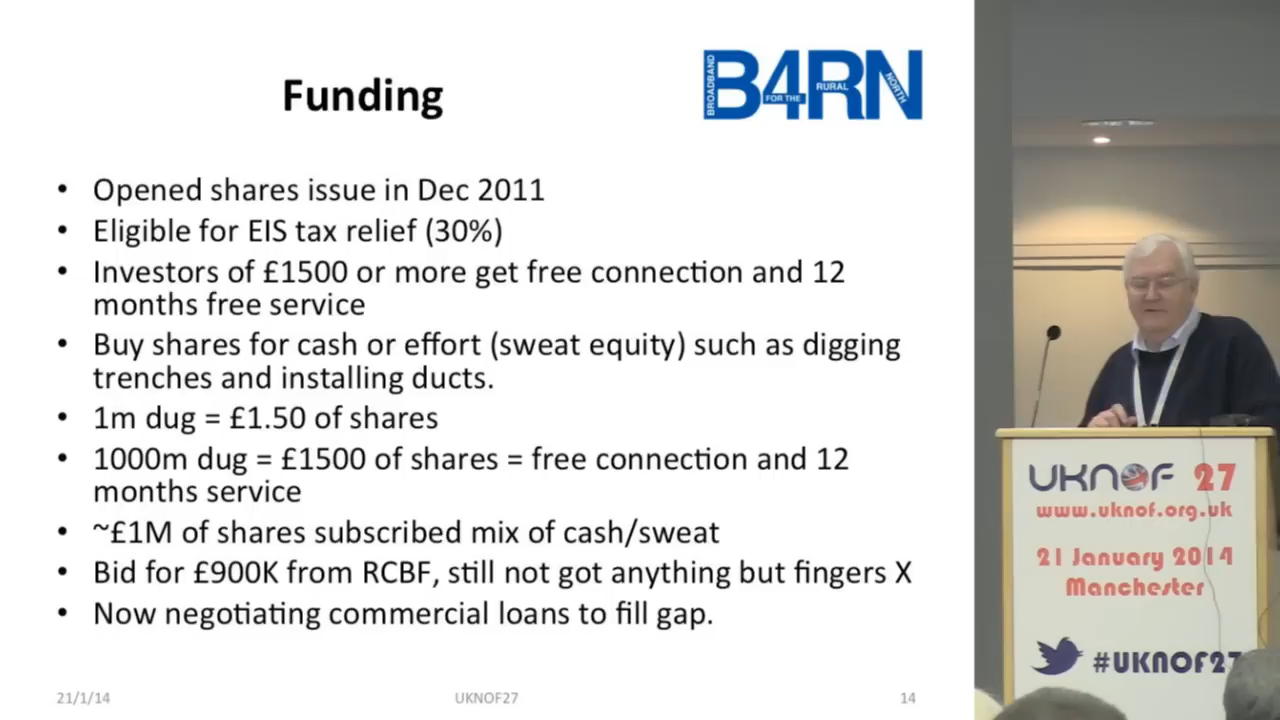 Funding
BROADBAND
B4RN
FOR THE
RURAL
NORTH
• Opened shares issue in Dec 2011
• Eligible for EIS tax relief (30%)
• Investors of £1500 or more get free connection and 12
months free service
• Buy shares for cash or effort (sweat equity) such as digging
trenches and installing ducts.
• 1m dug = £1.50 of shares
• 1000m dug = £1500 of shares = free connection and 12
months service
• ~£1M of shares subscribed mix of cash/sweat
• Bid for £900K from RCBF, still not got anything but fingers X
• Now negotiating commercial loans to fill gap.
21/1/14
UKNOF27
14
UKNOF 27
www.uknof.org.uk
21 January 2014
Manchester
#UKNOF27